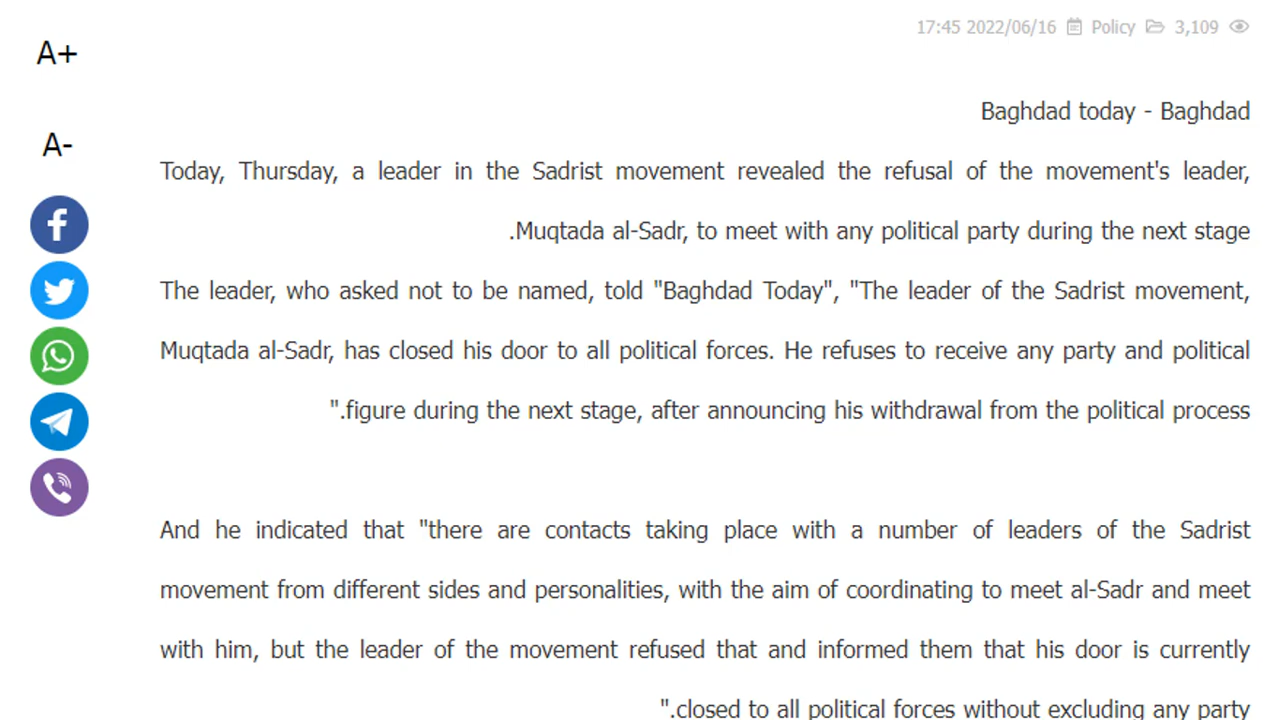 17:45 2022/06/16 Policy 3,109
A+
Baghdad today - Baghdad
A-
Today, Thursday, a leader in the Sadrist movement revealed the refusal of the movement's leader,
.Muqtada al-Sadr, to meet with any political party during the next stage
The leader, who asked not to be named, told "Baghdad Today", "The leader of the Sadrist movement,
Muqtada al-Sadr, has closed his door to all political forces. He refuses to receive any party and political
".figure during the next stage, after announcing his withdrawal from the political process
And he indicated that "there are contacts taking place with a number of leaders of the Sadrist
movement from different sides and personalities, with the aim of coordinating to meet al-Sadr and meet
with him, but the leader of the movement refused that and informed them that his door is currently
".closed to all political forces without excluding any party